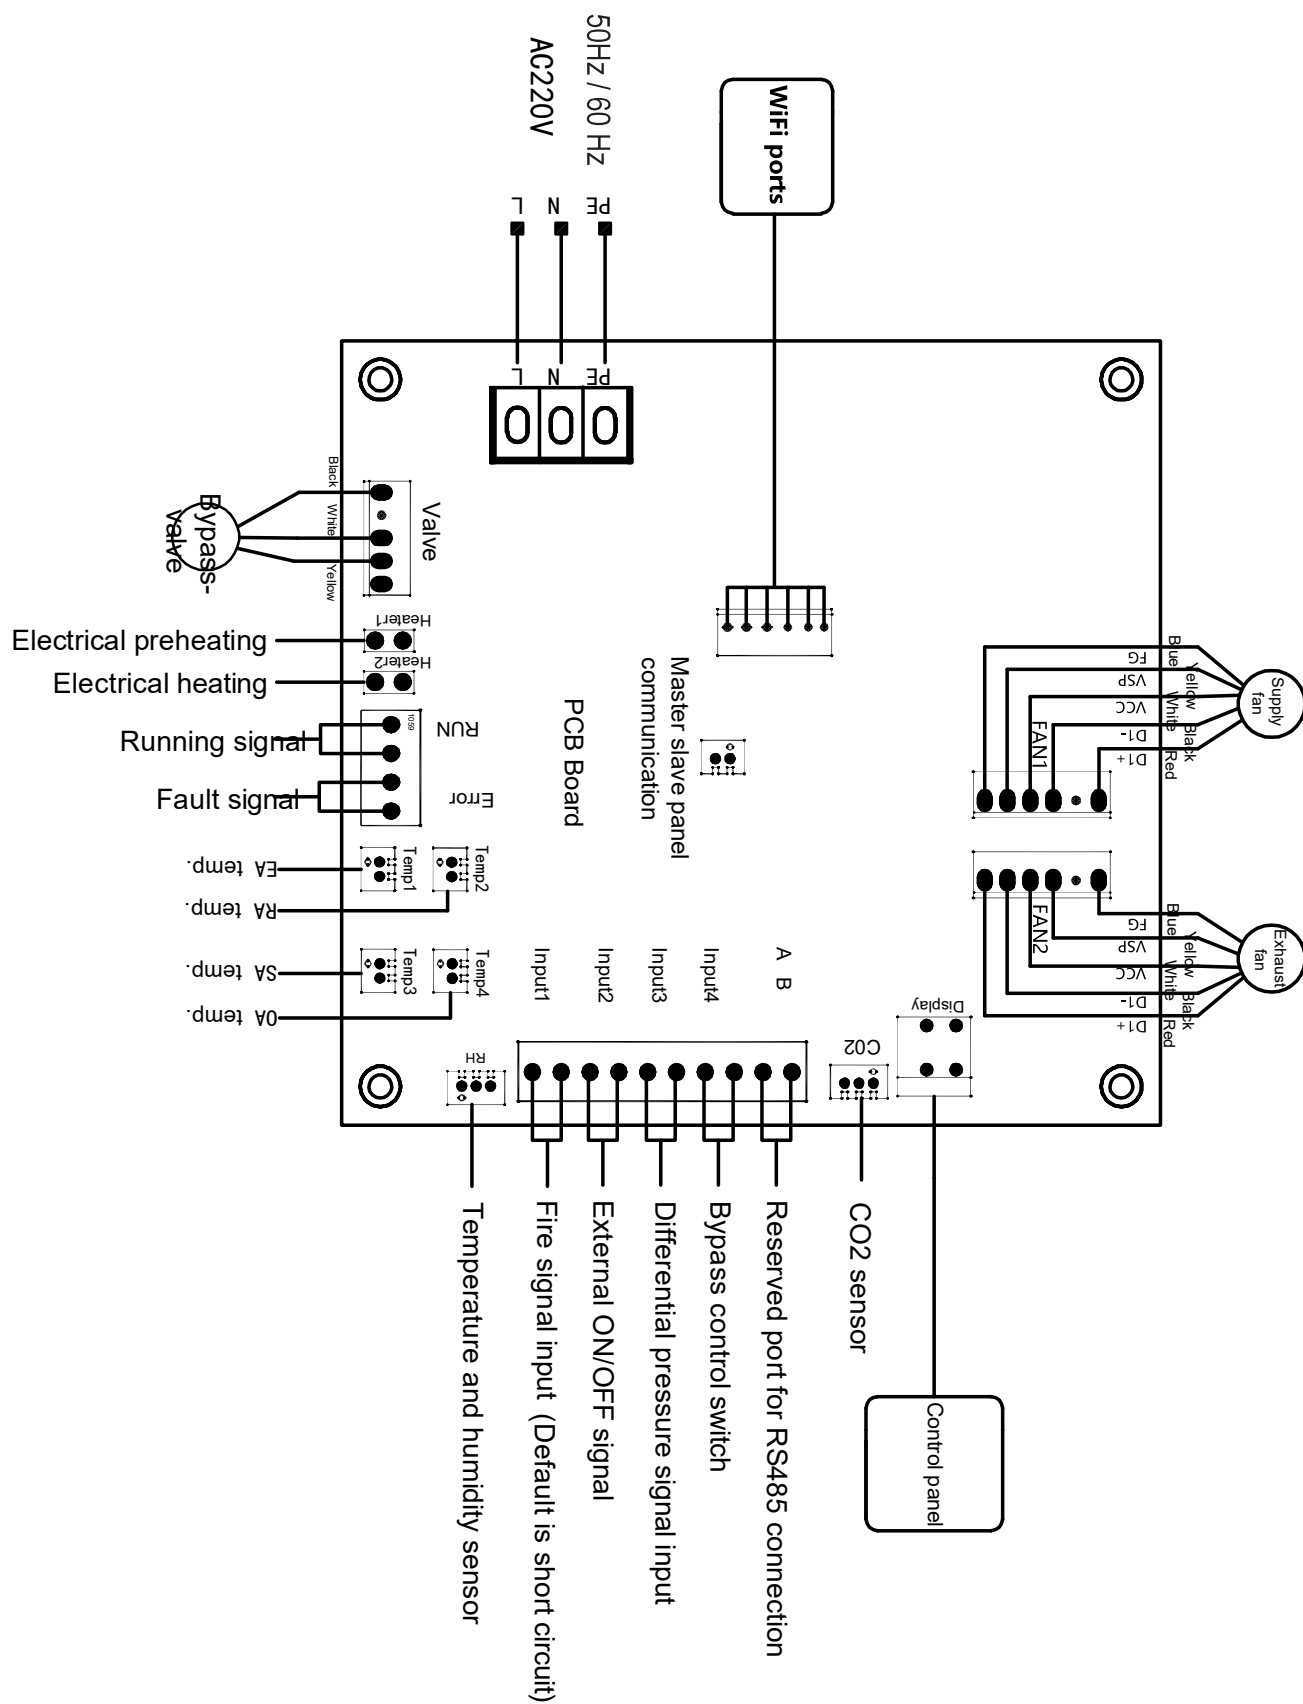 50Hz / 60 Hz
AC220V
WiFi ports
L
N
PE
L
N
PE
Black
White
Yellow
Bypass-
valve
Valve
Heater1
Electrical preheating
Heater2
Electrical heating
1059
RUN
Running signal
Error
Fault signal
PCB Board
Master slave panel
communication
Blue
Yellow
White
Black
Red
FG
VSP
VCC
D1-
D1+
Supply
fan
FAN1
FAN2
Blue
Yellow
White
Black
Red
FG
VSP
VCC
D1-
D1+
Exhaust
fan
EA temp.
Temp1
Temp2
RA temp.
SA temp.
Temp3
Temp4
OA temp.
Input1
Input2
Input3
Input4
A
B
RH
C02
Display
Temperature and humidity sensor
Fire signal input (Default is short circuit)
External ON/OFF signal
Differential pressure signal input
Bypass control switch
Reserved port for RS485 connection
CO2 sensor
Control panel